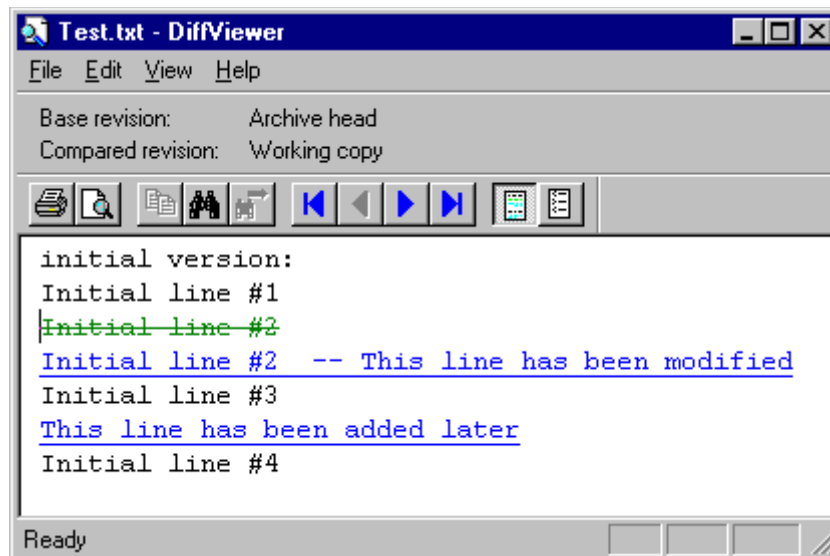 Test.txt - DiffViewer
File Edit View Help
Base revision: Archive head
Compared revision: Working copy
initial version:
Initial line #1
Initial line #2
Initial line #2  -- This line has been modified
Initial line #3
This line has been added later
Initial line #4
Ready